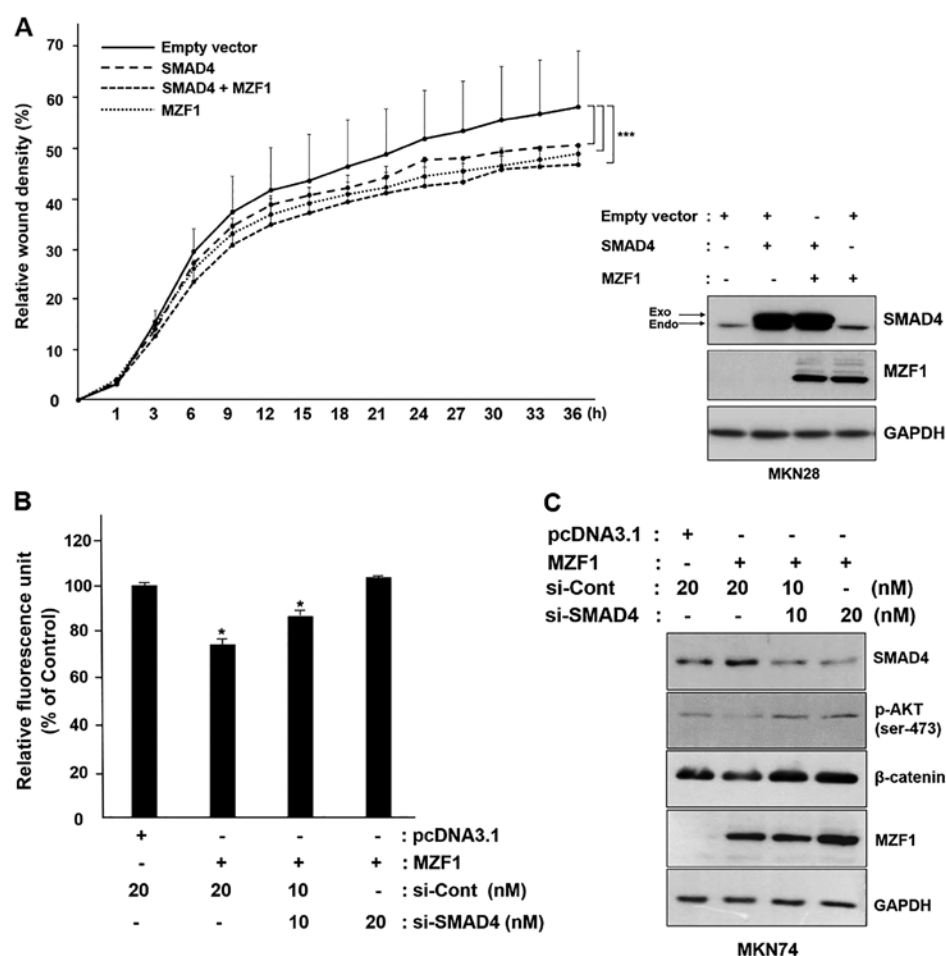 A
Empty vector
SMAD4
SMAD4 + MZF1
MZF1
Relative wound density (%)
70
60
50
40
30
20
10
0
1 3 6 9 12 15 18 21 24 27 30 33 36 (h)
***
Empty vector : + + - +
SMAD4 : - + + -
MZF1 : - - + +
Exo
Endo
SMAD4
MZF1
GAPDH
MKN28
B
Relative fluorescence unit
(% of Control)
120
100
80
60
40
20
0
*
*
+ - - - : pcDNA3.1
- + + + : MZF1
20 20 10 - : si-Cont (nM)
- - 10 20 : si-SMAD4 (nM)
C
pcDNA3.1 : + - - -
MZF1 : - + + +
si-Cont : 20 20 10 - (nM)
si-SMAD4 : - - 10 20 (nM)
SMAD4
p-AKT
(ser-473)
β-catenin
MZF1
GAPDH
MKN74